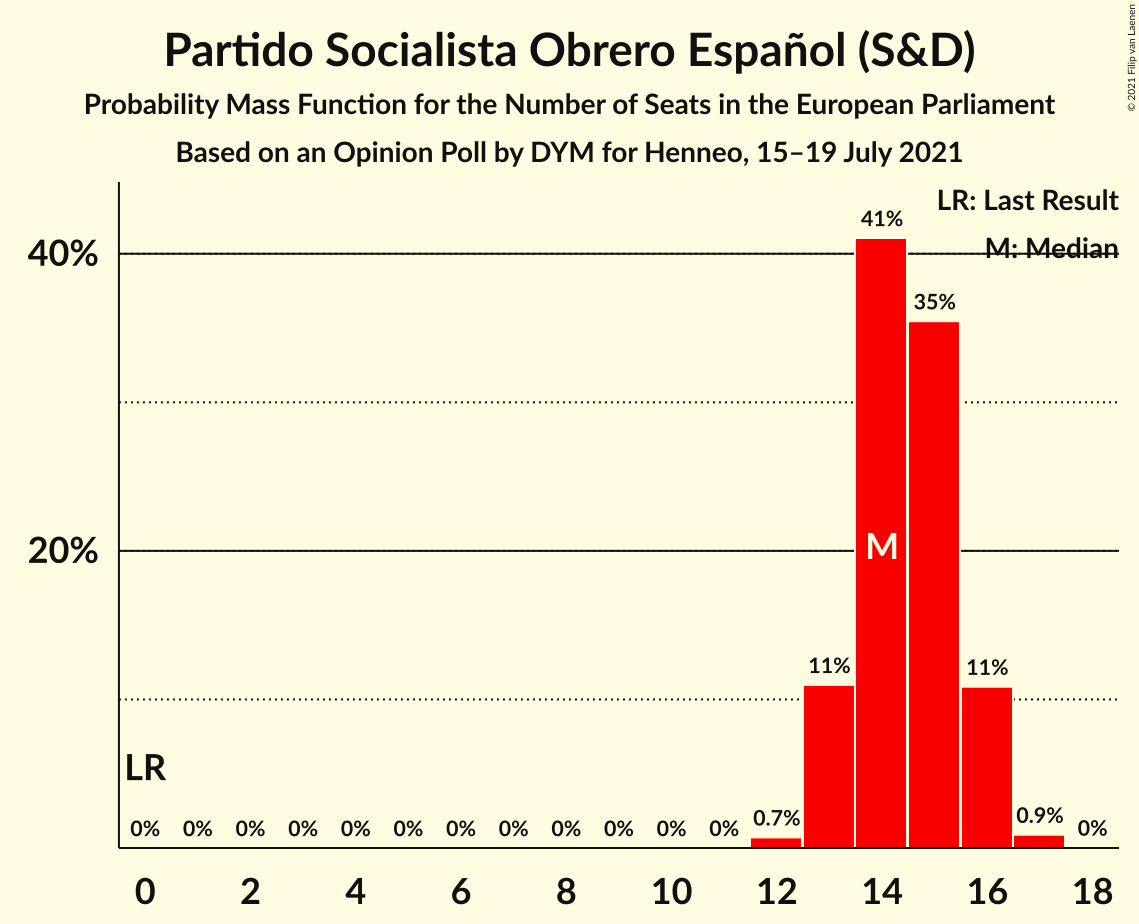 Partido Socialista Obrero Español (S&D)
Probability Mass Function for the Number of Seats in the European Parliament
Based on an Opinion Poll by DYM for Henneo, 15–19 July 2021
© 2021 Filip van Laenen
LR: Last Result
M: Median
40%
20%
41%
35%
M
11%
11%
LR
0% 0% 0% 0% 0% 0% 0% 0% 0% 0% 0% 0% 0.7% 0.9% 0%
0 2 4 6 8 10 12 14 16 18